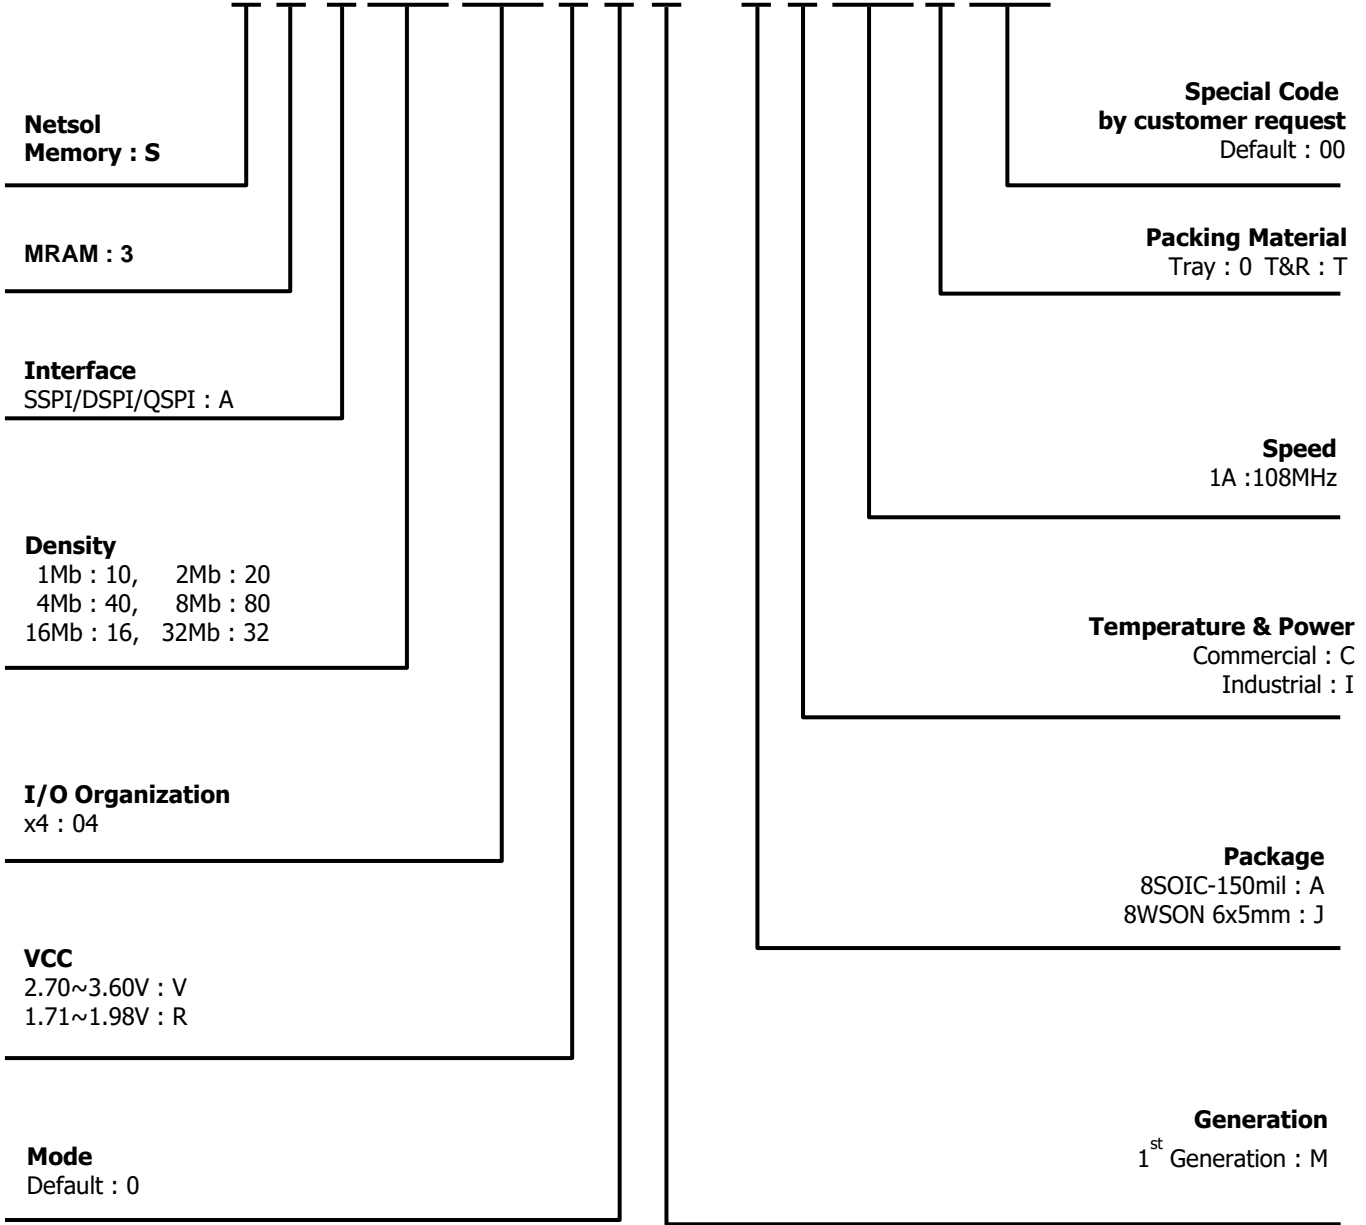 Netsol
Memory : S
MRAM : 3
Interface
SSPI/DSPI/QSPI : A
Density
1Mb : 10, 2Mb : 20
4Mb : 40, 8Mb : 80
16Mb : 16, 32Mb : 32
I/O Organization
x4 : 04
VCC
2.70~3.60V : V
1.71~1.98V : R
Mode
Default : 0
Special Code
by customer request
Default : 00
Packing Material
Tray : 0 T&R : T
Speed
1A :108MHz
Temperature & Power
Commercial : C
Industrial : I
Package
8SOIC-150mil : A
8WSON 6x5mm : J
Generation
1st Generation : M